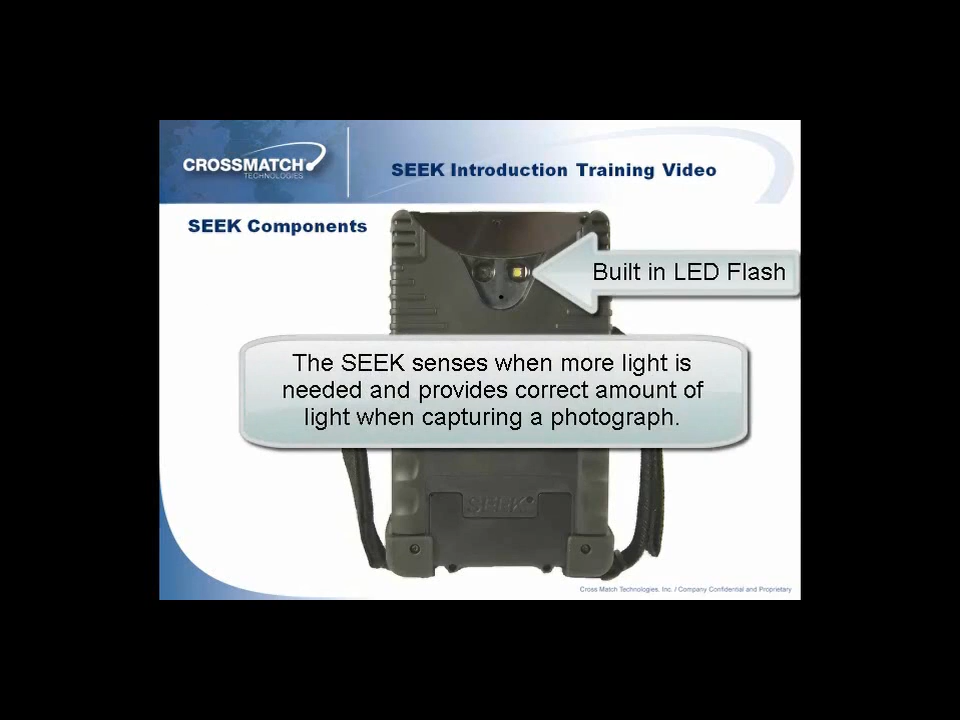 CROSSMATCH
TECHNOLOGIES
SEEK Introduction Training Video
SEEK Components
Built in LED Flash
The SEEK senses when more light is
needed and provides correct amount of
light when capturing a photograph.
SEEK
Cross Match Technologies, Inc. / Company Confidential and Proprietary